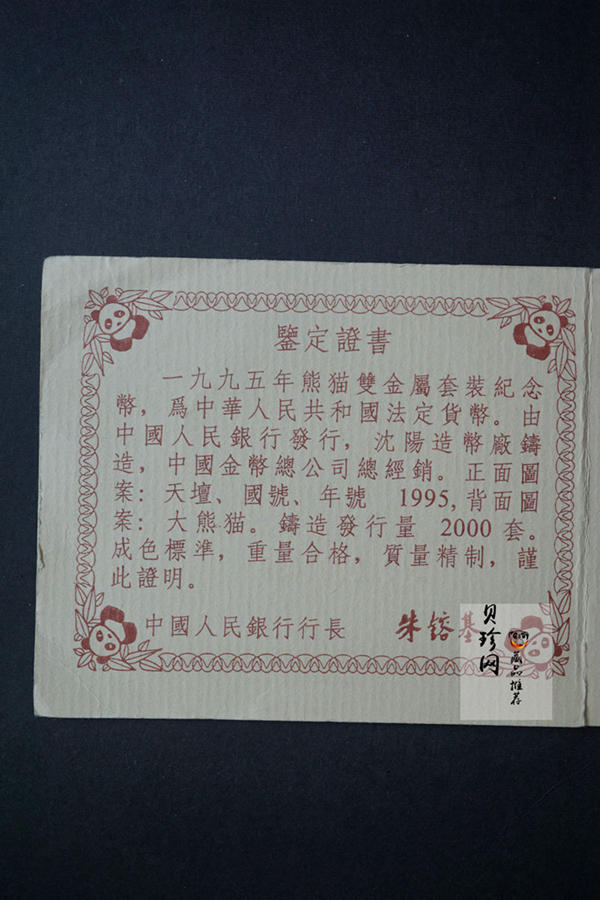 鑒定證書
一九九五年熊猫雙金屬套裝紀念
幣，爲中華人民共和國法定貨幣。由
中國人民銀行發行，沈陽造幣廠鑄
造，中國金幣總公司總經銷。正面圖
案：天壇、國號、年號 1995,背面圖
案：大熊猫。鑄造發行量 2000 套。
成色標準，重量合格，質量精制，謹
此證明。
中國人民銀行行長 朱鎔基
贝珍网
藏品推荐